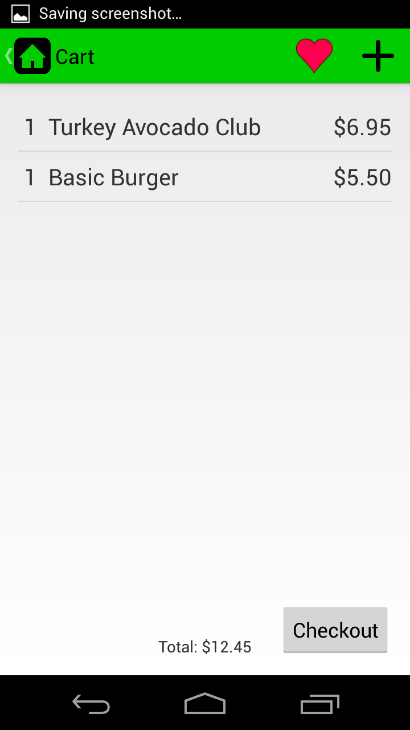 Saving screenshot...
Cart
1 Turkey Avocado Club $6.95
1 Basic Burger $5.50
Checkout
Total: $12.45